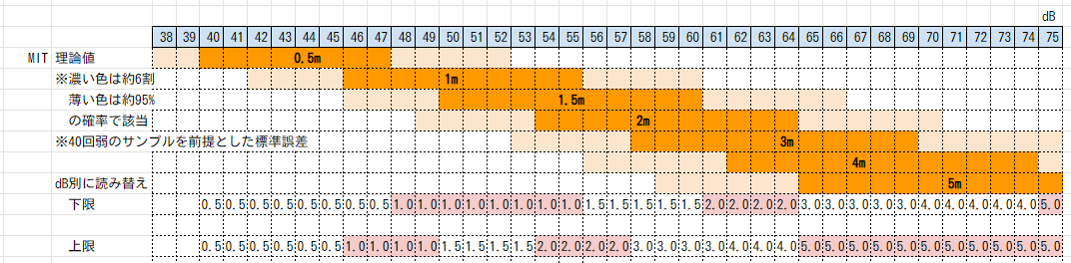 dB
38 39 40 41 42 43 44 45 46 47 48 49 50 51 52 53 54 55 56 57 58 59 60 61 62 63 64 65 66 67 68 69 70 71 72 73 74 75
MIT 理論値 0.5m
※濃い色は約6割 1m
薄い色は約95% 1.5m
の確率で該当 2m
※40回弱のサンプルを前提とした標準誤差 3m
4m
dB別に読み替え 5m
下限 0.5 0.5 0.5 0.5 0.5 0.5 0.5 0.5 1.0 1.0 1.0 1.0 1.0 1.0 1.0 1.0 1.5 1.5 1.5 1.5 1.5 2.0 2.0 2.0 2.0 3.0 3.0 3.0 3.0 3.0 4.0 4.0 4.0 4.0 4.0 5.0
上限 0.5 0.5 0.5 0.5 0.5 0.5 1.0 1.0 1.0 1.0 1.5 1.5 1.5 1.5 2.0 2.0 2.0 2.0 3.0 3.0 3.0 3.0 4.0 4.0 4.0 5.0 5.0 5.0 5.0 5.0 5.0 5.0 5.0 5.0 5.0 5.0